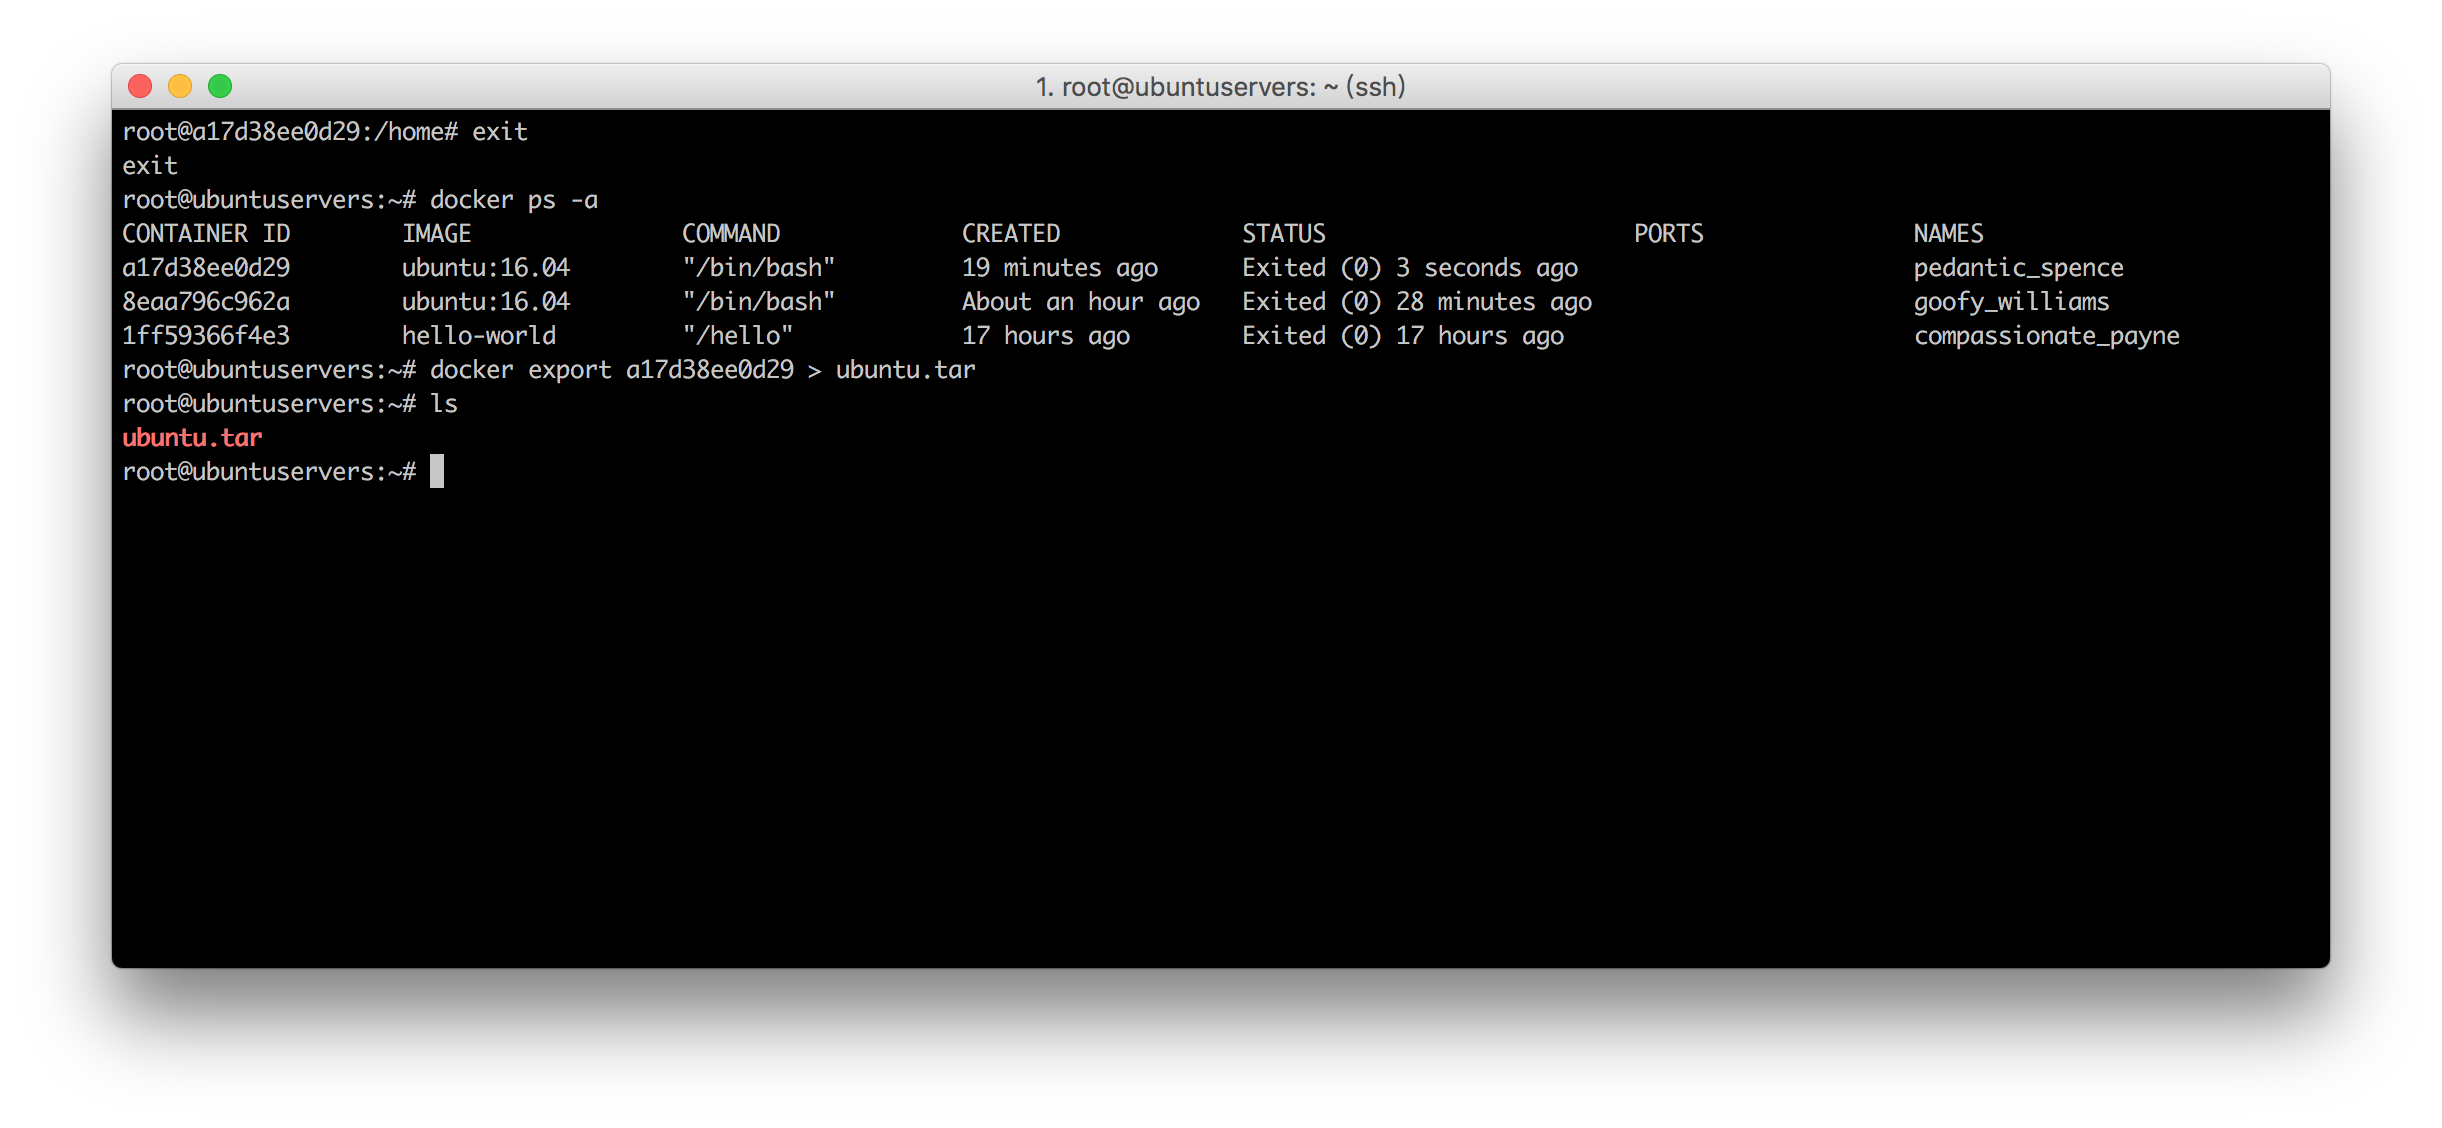 1. root@ubuntuservers: ~ (ssh)
root@a17d38ee0d29:/home# exit
exit
root@ubuntuservers:~# docker ps -a
CONTAINER ID        IMAGE               COMMAND             CREATED             STATUS                      PORTS               NAMES
a17d38ee0d29        ubuntu:16.04        "/bin/bash"         19 minutes ago      Exited (0) 3 seconds ago                        pedantic_spence
8eaa796c962a        ubuntu:16.04        "/bin/bash"         About an hour ago   Exited (0) 28 minutes ago                       goofy_williams
1ff59366f4e3        hello-world         "/hello"            17 hours ago        Exited (0) 17 hours ago                         compassionate_payne
root@ubuntuservers:~# docker export a17d38ee0d29 > ubuntu.tar
root@ubuntuservers:~# ls
ubuntu.tar
root@ubuntuservers:~#